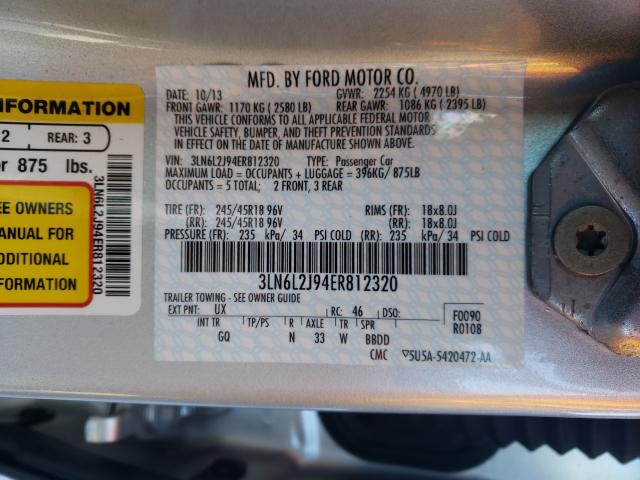 INFORMATION
2 REAR: 3
or 875 lbs.
EE OWNERS
MANUAL FOR
ADDITIONAL
FORMATION
3LN6L2J94ER812320
MFD. BY FORD MOTOR CO.
DATE: 10/13 GVWR: 2254 KG ( 4970 LB)
FRONT GAWR: 1170 KG ( 2580 LB) REAR GAWR: 1086 KG ( 2395 LB)
THIS VEHICLE CONFORMS TO ALL APPLICABLE FEDERAL MOTOR
VEHICLE SAFETY, BUMPER, AND THEFT PREVENTION STANDARDS IN
EFFECT ON THE DATE OF MANUFACTURE SHOWN ABOVE.
VIN: 3LN6L2J94ER812320 TYPE: Passenger Car
MAXIMUM LOAD = OCCUPANTS + LUGGAGE = 396KG/ 875LB
OCCUPANTS = 5 TOTAL; 2 FRONT, 3 REAR
TIRE (FR): 245/45R18 96V RIMS (FR): 18x8.0J
(RR): 245/45R18 96V (RR): 18x8.0J
PRESSURE (FR): 235 kPa/ 34 PSI COLD (RR): 235 kPa/ 34 PSI COLD
3LN6L2J94ER812320
TRAILER TOWING - SEE OWNER GUIDE
EXT PNT: UX RC: 46 DSO: F0090
INT TR TP/PS R AXLE TR SPR R0108
GQ N 33 W BBDD
CMC ▽5U5A-5420472-AA